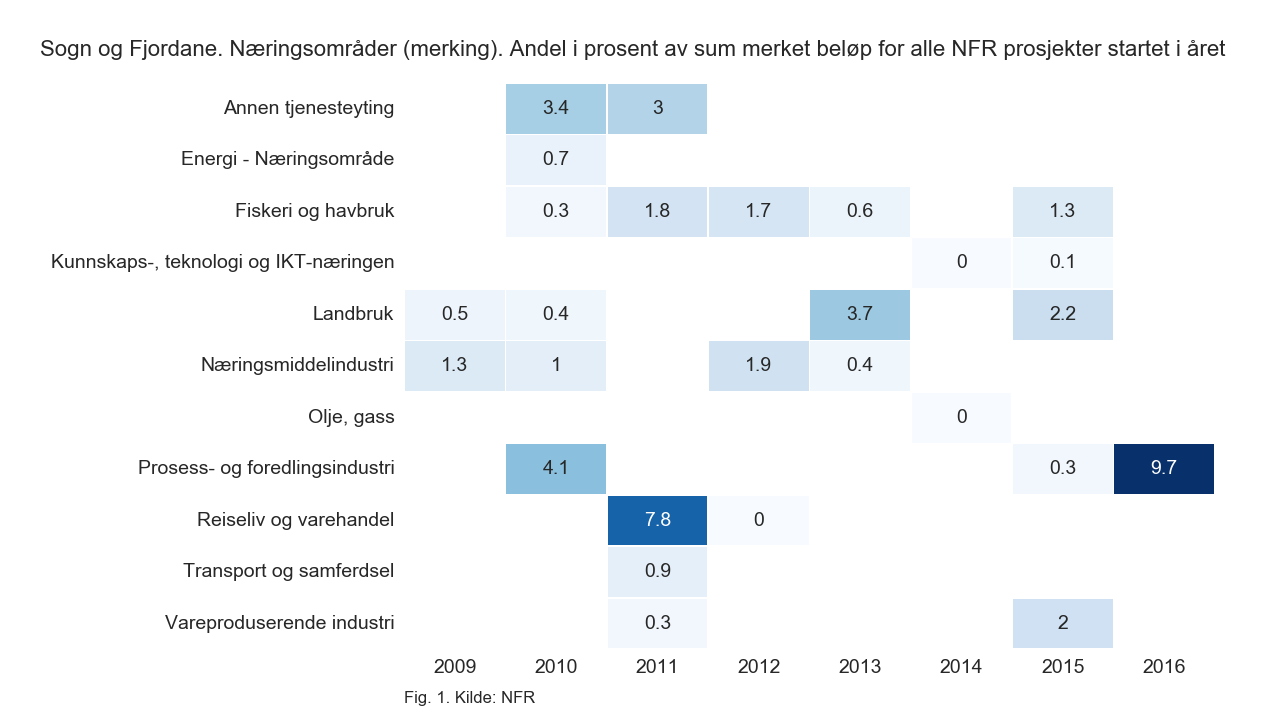 Sogn og Fjordane. Næringsområder (merking). Andel i prosent av sum merket beløp for alle NFR prosjekter startet i året
Annen tjenesteyting 3.4 3
Energi - Næringsområde 0.7
Fiskeri og havbruk 0.3 1.8 1.7 0.6 1.3
Kunnskaps-, teknologi og IKT-næringen 0 0.1
Landbruk 0.5 0.4 3.7 2.2
Næringsmiddelindustri 1.3 1 1.9 0.4
Olje, gass 0
Prosess- og foredlingsindustri 4.1 0.3 9.7
Reiseliv og varehandel 7.8 0
Transport og samferdsel 0.9
Vareproduserende industri 0.3 2
2009 2010 2011 2012 2013 2014 2015 2016
Fig. 1. Kilde: NFR